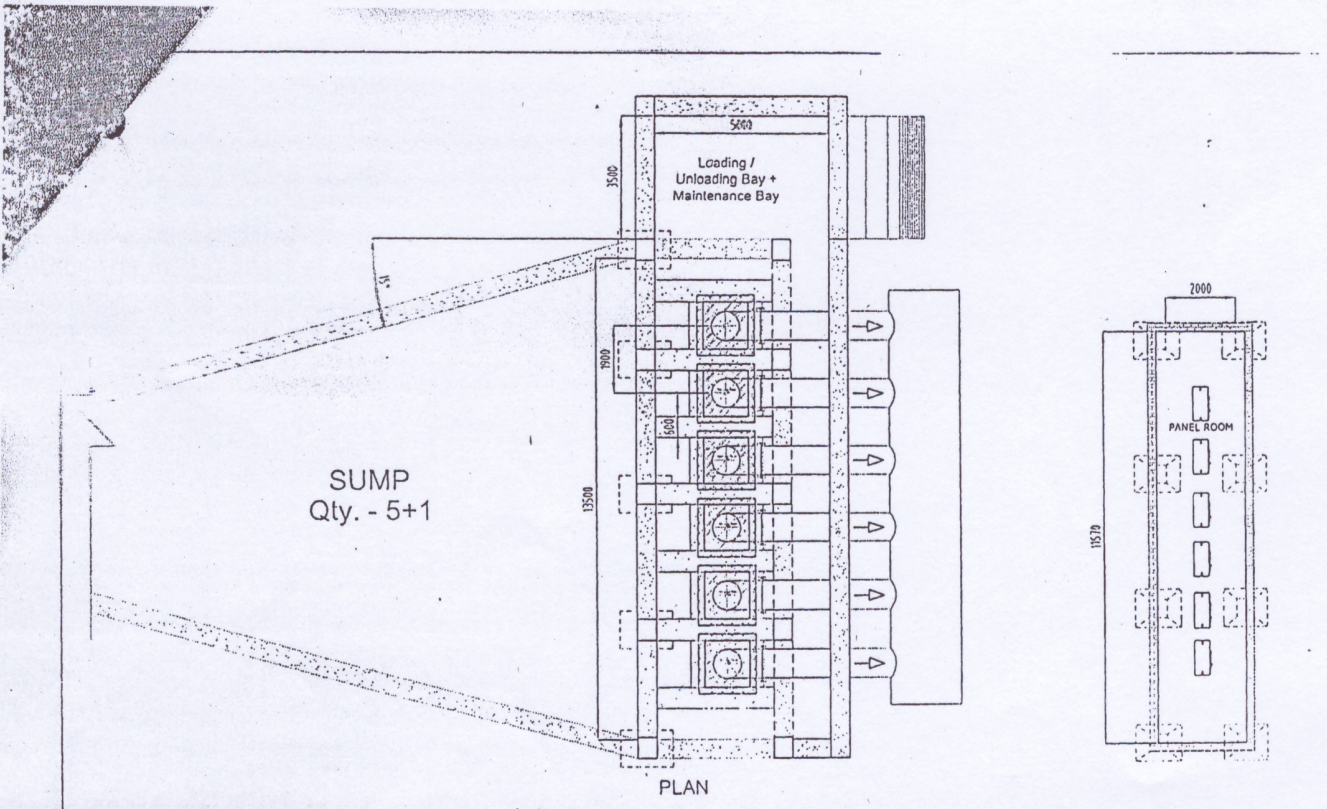 5000
Loading /
Unloading Bay +
Maintenance Bay
3500
15°
1900
600
13500
SUMP
Qty. - 5+1
2000
PANEL ROOM
11570
PLAN